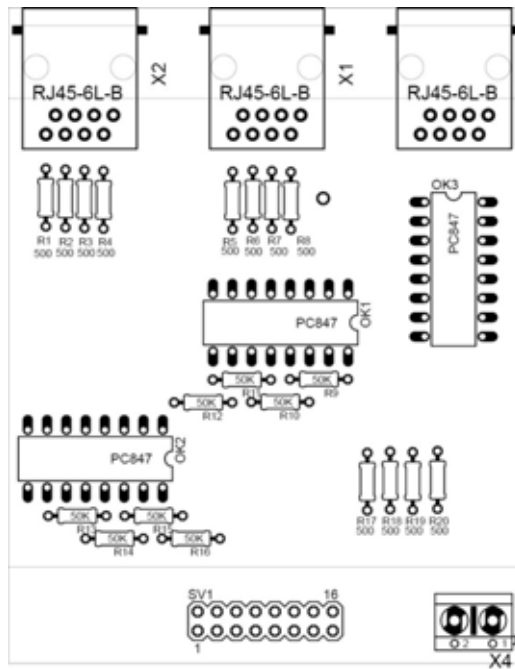 RJ45-6L-B
X2
RJ45-6L-B
X1
RJ45-6L-B
OK3
PC847
R1 R2 R3 R4
500 500 500 500
R5 R6 R7 R8
500 500 500 500
PC847
OK1
50K
R11
50K
R9
50K
R12
50K
R10
PC847
OK2
50K
R13
50K
R15
50K
R14
50K
R16
R17 R18 R19 R20
500 500 500 500
SV1
16
1
2
1
X4